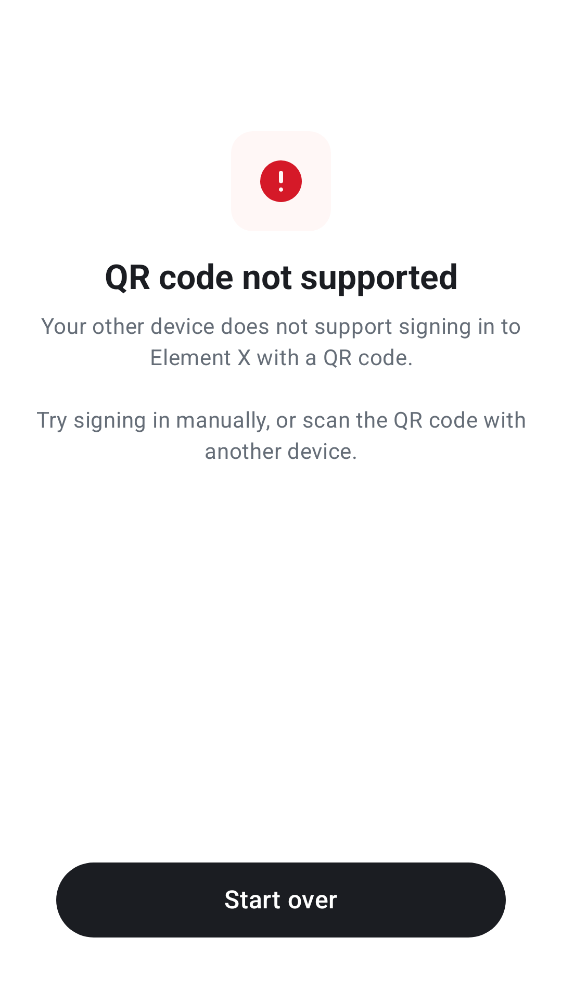 QR code not supported
Your other device does not support signing in to
Element X with a QR code.
Try signing in manually, or scan the QR code with
another device.
Start over